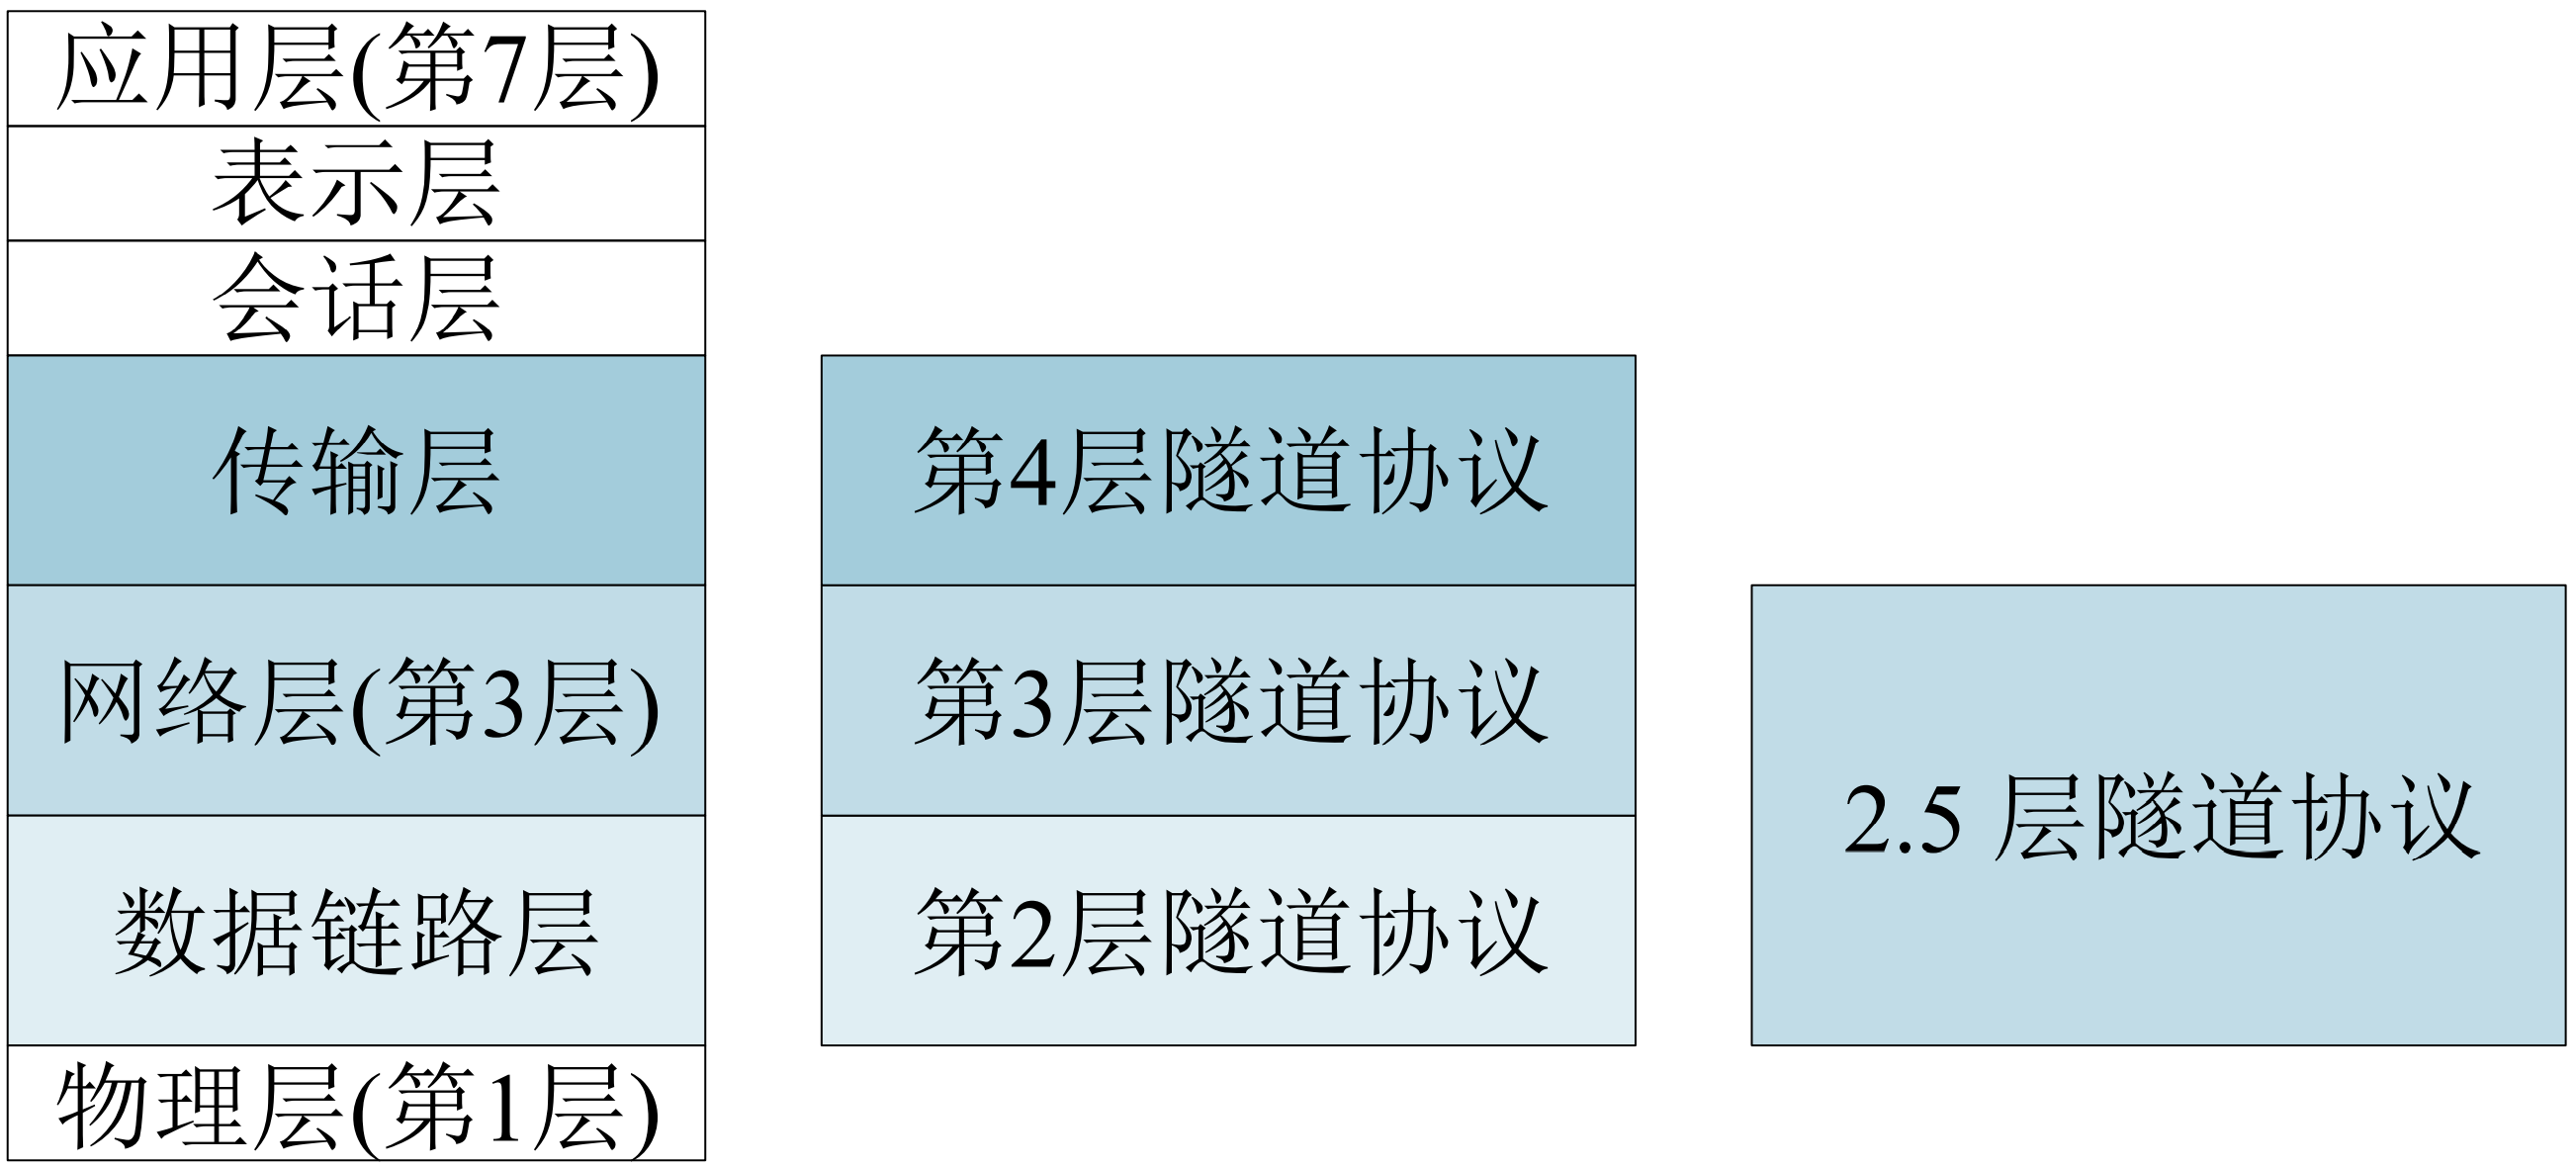 应用层(第7层)
表示层
会话层
传输层
网络层(第3层)
数据链路层
物理层(第1层)
第4层隧道协议
第3层隧道协议
第2层隧道协议
2.5 层隧道协议